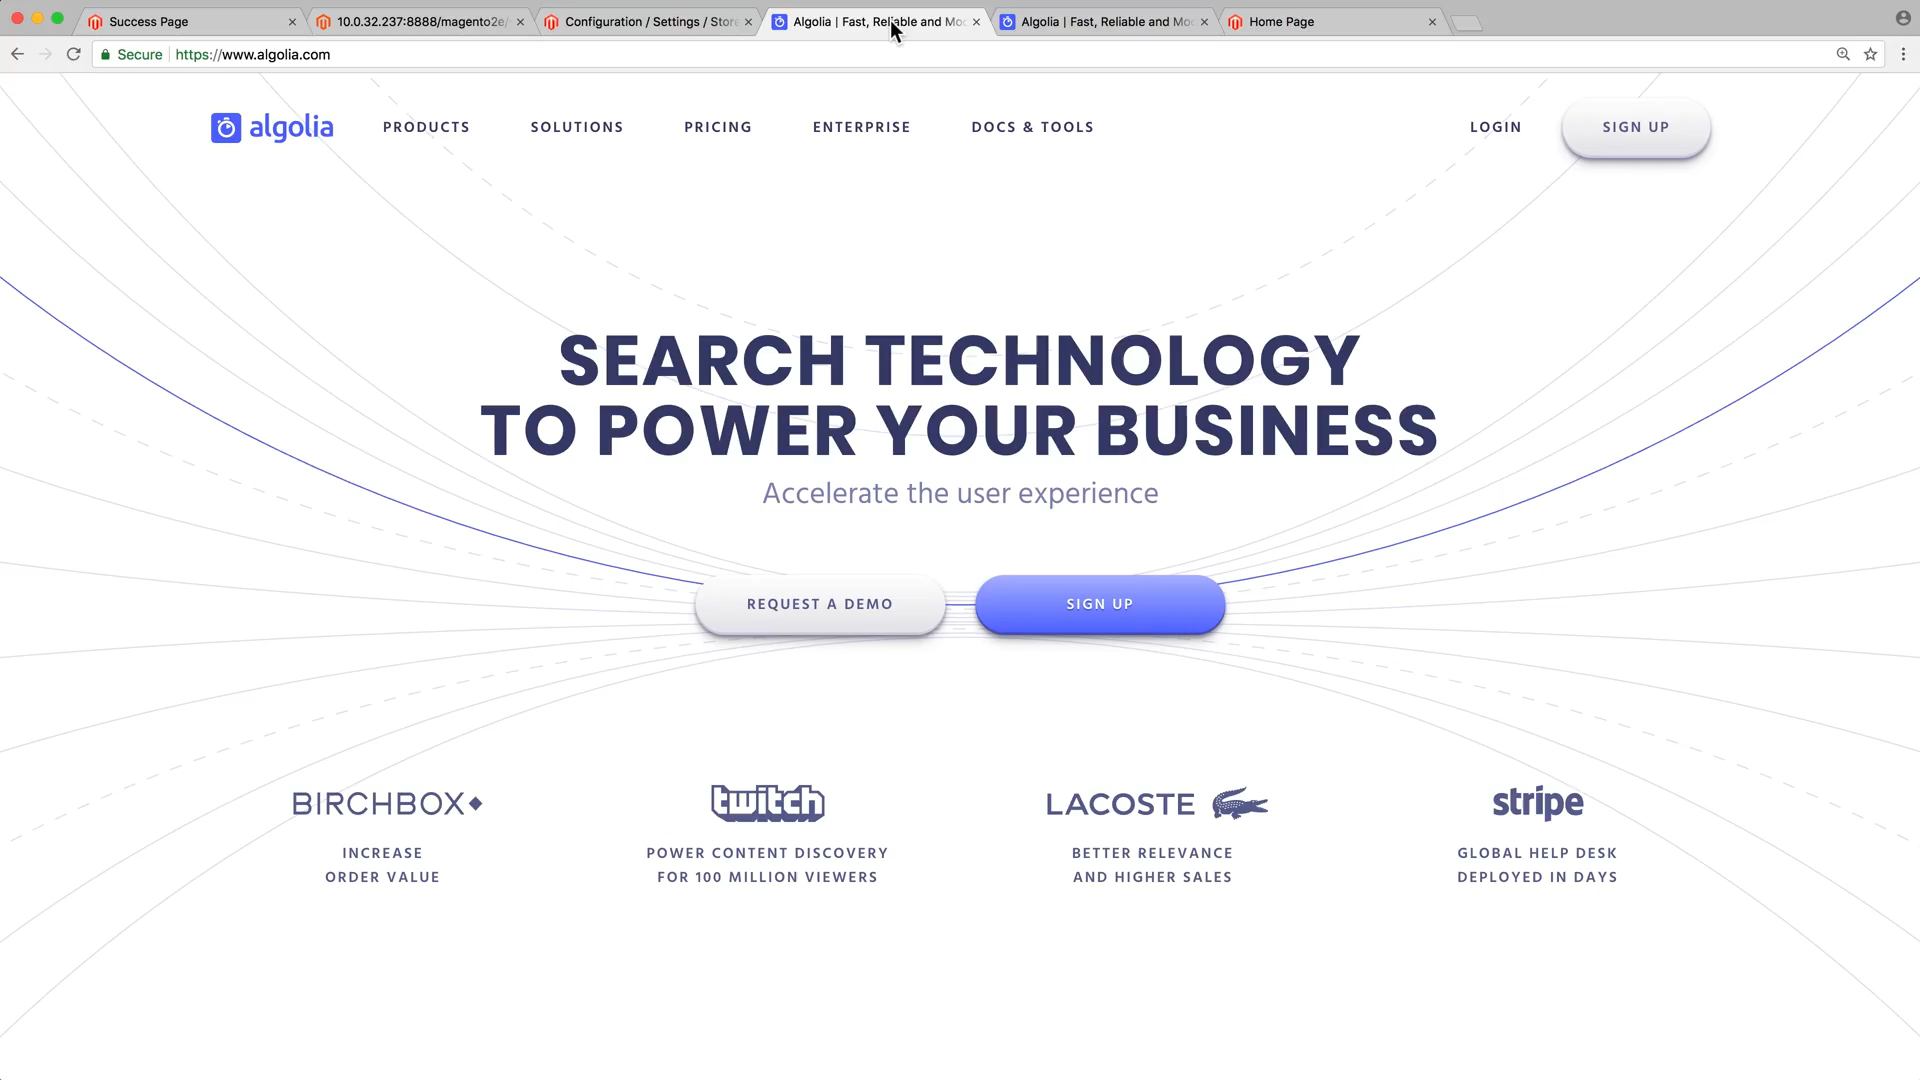 Success Page
10.0.32.237:8888/magento2e/
Configuration / Settings / Store
Algolia | Fast, Reliable and Mo
Algolia | Fast, Reliable and Mo
Home Page
Secure https://www.algolia.com
algolia
PRODUCTS
SOLUTIONS
PRICING
ENTERPRISE
DOCS & TOOLS
LOGIN
SIGN UP
SEARCH TECHNOLOGY
TO POWER YOUR BUSINESS
Accelerate the user experience
REQUEST A DEMO
SIGN UP
BIRCHBOX
twitch
LACOSTE
stripe
INCREASE
ORDER VALUE
POWER CONTENT DISCOVERY
FOR 100 MILLION VIEWERS
BETTER RELEVANCE
AND HIGHER SALES
GLOBAL HELP DESK
DEPLOYED IN DAYS